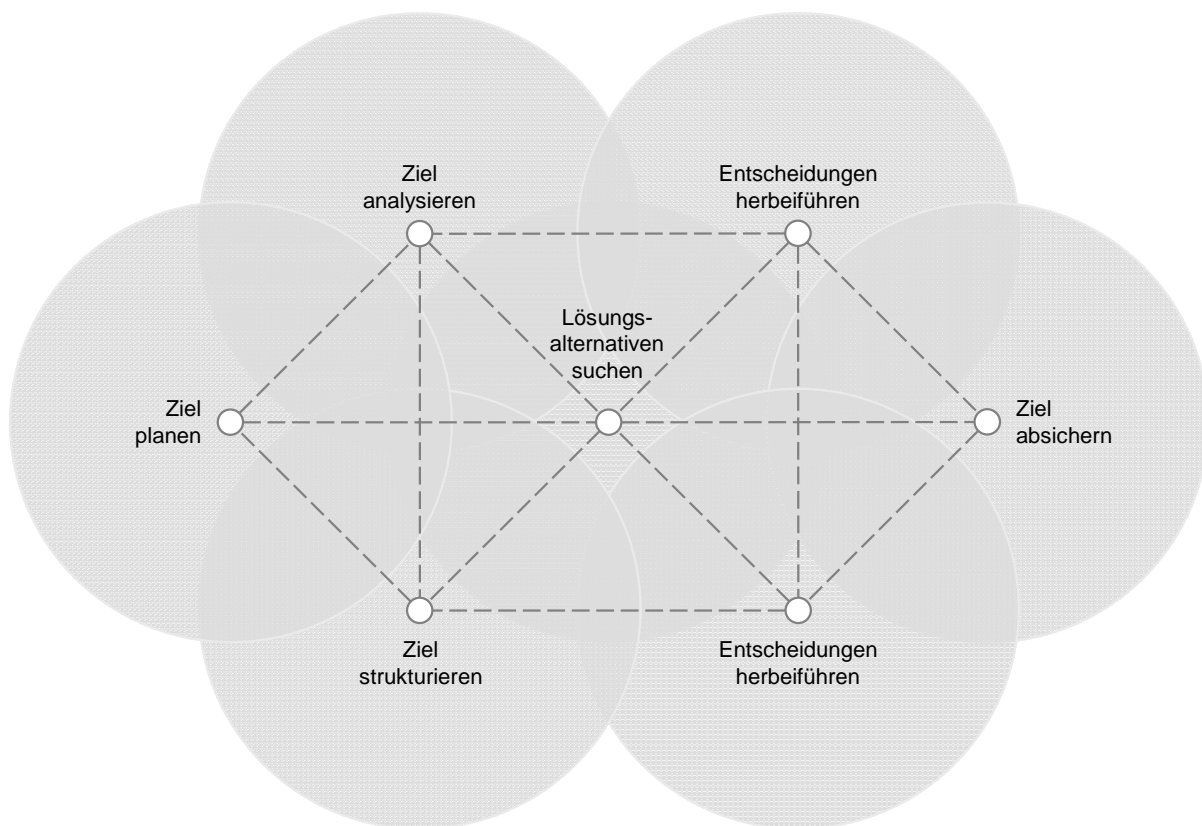 Ziel
analysieren
Entscheidungen
herbeiführen
Lösungs-
alternativen
suchen
Ziel
planen
Ziel
absichern
Ziel
strukturieren
Entscheidungen
herbeiführen